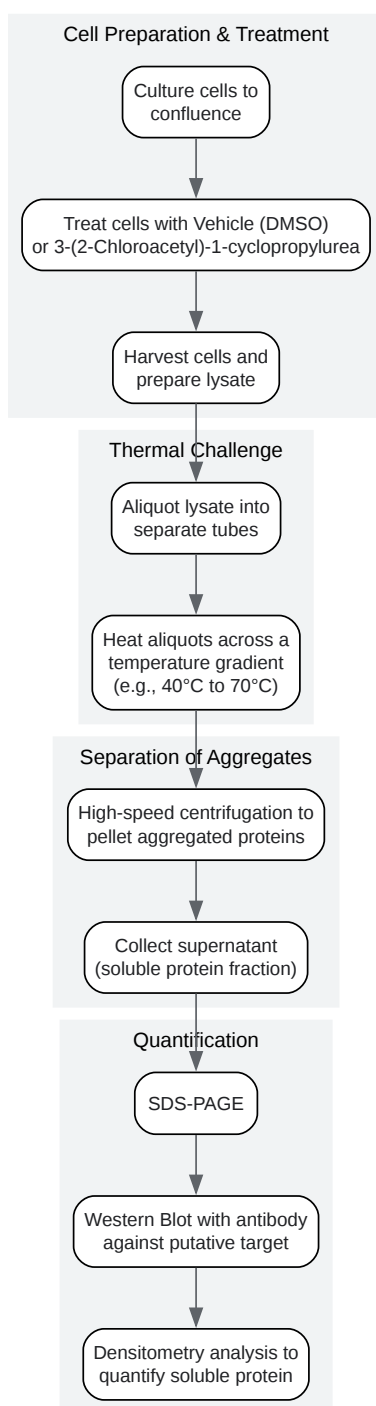 Cell Preparation & Treatment
Culture cells to
confluence
Treat cells with Vehicle (DMSO)
or 3-(2-Chloroacetyl)-1-cyclopropylurea
Harvest cells and
prepare lysate
Thermal Challenge
Aliquot lysate into
separate tubes
Heat aliquots across a
temperature gradient
(e.g., 40°C to 70°C)
Separation of Aggregates
High-speed centrifugation to
pellet aggregated proteins
Collect supernatant
(soluble protein fraction)
Quantification
SDS-PAGE
Western Blot with antibody
against putative target
Densitometry analysis to
quantify soluble protein